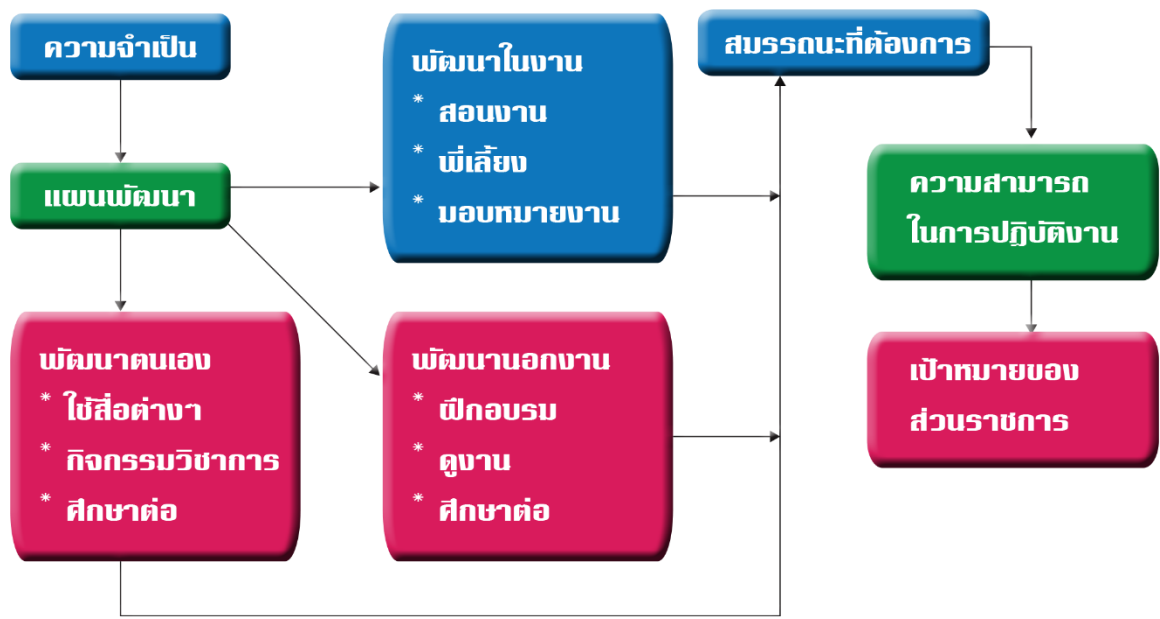 ความจำเป็น
แผนพัฒนา
พัฒนาในงาน
* สอนงาน
* พี่เลี้ยง
* มอบหมายงาน
สมรรถนะที่ต้องการ
ความสามารถ
ในการปฏิบัติงาน
พัฒนาตนเอง
* ใช้สื่อต่างๆ
* กิจกรรมวิชาการ
* ศึกษาต่อ
พัฒนานอกงาน
* ฝึกอบรม
* ดูงาน
* ศึกษาต่อ
เป้าหมายของ
ส่วนราชการ